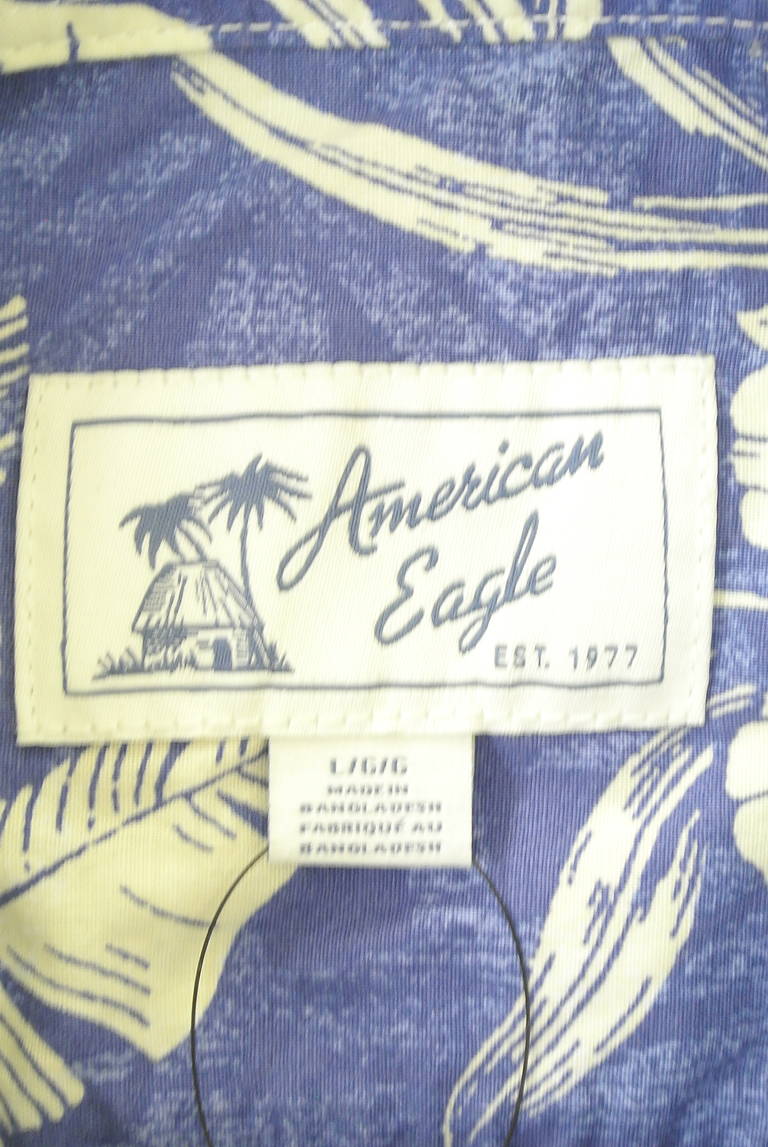 American
Eagle
EST. 1977
L/G/G
MADE IN
BANGLADESH
FABRIQUÉ AU
BANGLADESH